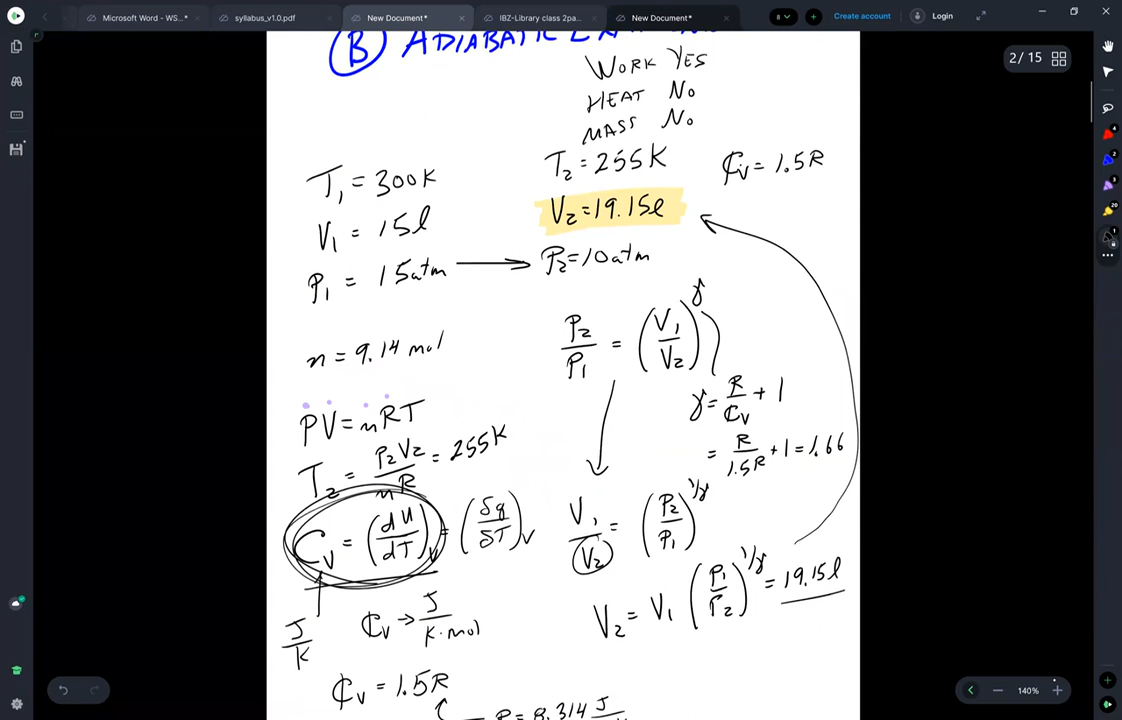 Microsoft Word - WS...*
syllabus_v1.0.pdf
New Document*
IBZ-Library class 2pa...
New Document*
Create account
Login
2 / 15
B ADIABATIC
WORK YES
HEAT NO
MASS NO
T₁ = 300K
V₁ = 15l
P₁ = 15atm
n = 9.14 mol
T₂ = 255K
V₂ = 19.15l
P₂ = 10atm
C̶v = 1.5R
P₂/P₁ = (V₁/V₂)^γ
γ = R/C̶v + 1
= R/1.5R + 1 = 1.66
PV = nRT
T₂ = P₂V₂/nR = 255K
Cv = (dU/dT)v = (δq/δT)v
J/K
C̶v → J/K·mol
C̶v = 1.5R
R = 8.314 J
V₁/V₂ = (P₂/P₁)^1/γ
V₂ = V₁ (P₁/P₂)^1/γ = 19.15l
140%